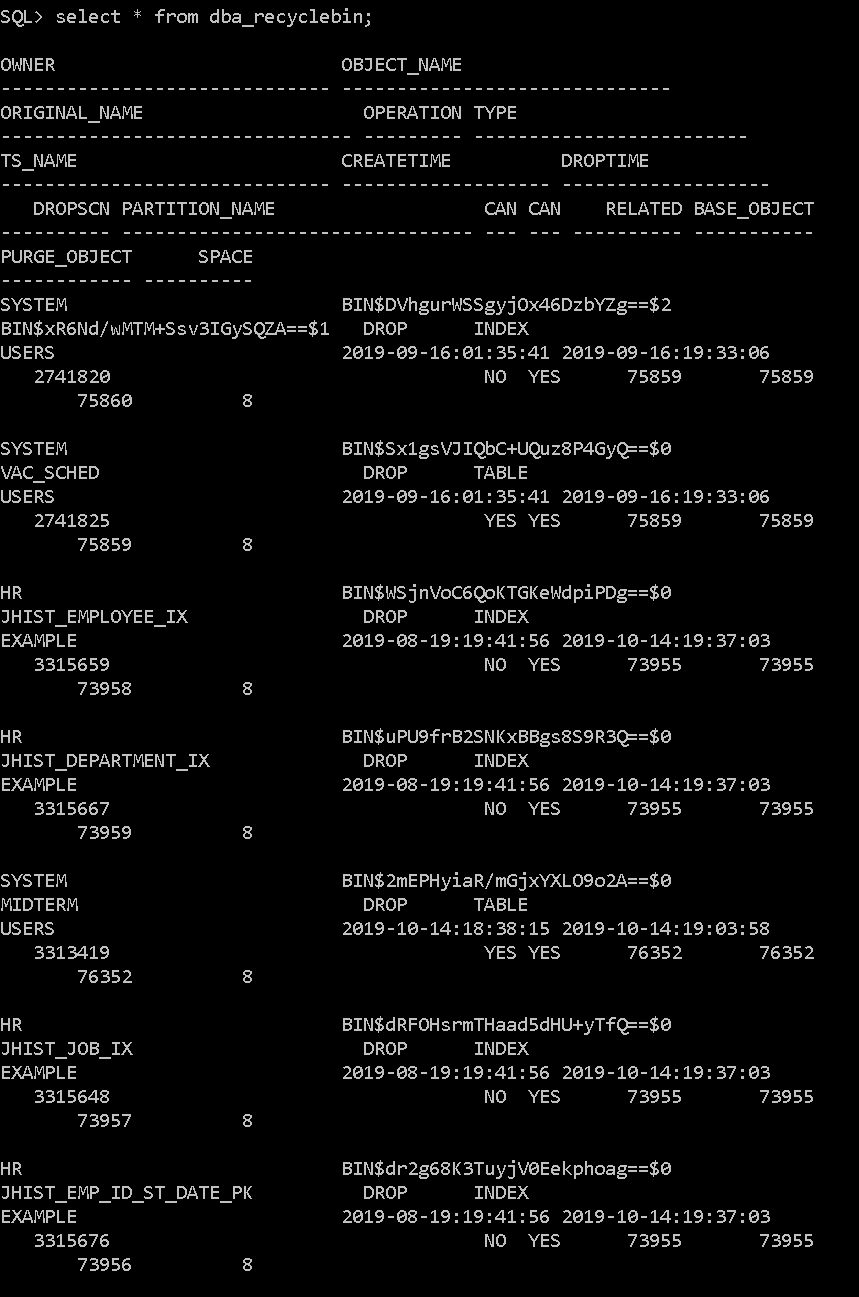 SQL> select * from dba_recyclebin;
OWNER                          OBJECT_NAME
------------------------------ ------------------------------
ORIGINAL_NAME                    OPERATION TYPE
-------------------------------- --------- -------------------------
TS_NAME                        CREATETIME          DROPTIME
------------------------------ ------------------- -------------------
   DROPSCN PARTITION_NAME                   CAN CAN    RELATED BASE_OBJECT
---------- -------------------------------- --- --- ---------- -----------
PURGE_OBJECT      SPACE
------------ ----------
SYSTEM                         BIN$DVhgurWSSgyjOx46DzbYZg==$2
BIN$xR6Nd/wMTM+Ssv3IGySQZA==$1   DROP      INDEX
USERS                          2019-09-16:01:35:41 2019-09-16:19:33:06
   2741820                                  NO  YES      75859       75859
       75860          8
SYSTEM                         BIN$Sx1gsVJIQbC+UQuz8P4GyQ==$0
VAC_SCHED                        DROP      TABLE
USERS                          2019-09-16:01:35:41 2019-09-16:19:33:06
   2741825                                  YES YES      75859       75859
       75859          8
HR                             BIN$WSjnVoC6QoKTGKeWdpiPDg==$0
JHIST_EMPLOYEE_IX                DROP      INDEX
EXAMPLE                        2019-08-19:19:41:56 2019-10-14:19:37:03
   3315659                                  NO  YES      73955       73955
       73958          8
HR                             BIN$uPU9frB2SNKxBBgs8S9R3Q==$0
JHIST_DEPARTMENT_IX              DROP      INDEX
EXAMPLE                        2019-08-19:19:41:56 2019-10-14:19:37:03
   3315667                                  NO  YES      73955       73955
       73959          8
SYSTEM                         BIN$2mEPHyiaR/mGjxYXLO9o2A==$0
MIDTERM                          DROP      TABLE
USERS                          2019-10-14:18:38:15 2019-10-14:19:03:58
   3313419                                  YES YES      76352       76352
       76352          8
HR                             BIN$dRFOHsrmTHaad5dHU+yTfQ==$0
JHIST_JOB_IX                     DROP      INDEX
EXAMPLE                        2019-08-19:19:41:56 2019-10-14:19:37:03
   3315648                                  NO  YES      73955       73955
       73957          8
HR                             BIN$dr2g68K3TuyjV0Eekphoag==$0
JHIST_EMP_ID_ST_DATE_PK          DROP      INDEX
EXAMPLE                        2019-08-19:19:41:56 2019-10-14:19:37:03
   3315676                                  NO  YES      73955       73955
       73956          8